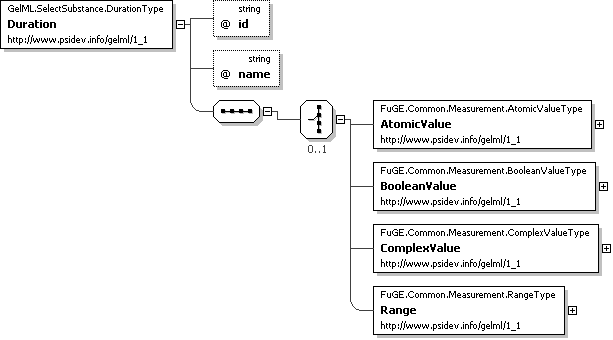 GelML.SelectSubstance.DurationType
Duration
http://www.psidev.info/gelml/1_1
string
@ id
string
@ name
0..1
FuGE.Common.Measurement.AtomicValueType
AtomicValue
http://www.psidev.info/gelml/1_1
FuGE.Common.Measurement.BooleanValueType
BooleanValue
http://www.psidev.info/gelml/1_1
FuGE.Common.Measurement.ComplexValueType
ComplexValue
http://www.psidev.info/gelml/1_1
FuGE.Common.Measurement.RangeType
Range
http://www.psidev.info/gelml/1_1